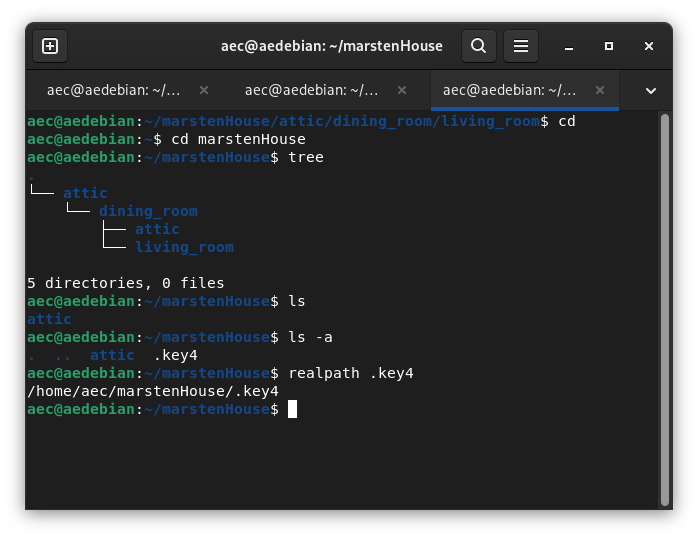 aec@aedebian: ~/marstenHouse
aec@aedebian: ~/... aec@aedebian: ~/... aec@aedebian: ~/...
aec@aedebian:~/marstenHouse/attic/dining_room/living_room$ cd
aec@aedebian:~$ cd marstenHouse
aec@aedebian:~/marstenHouse$ tree
.
└── attic
    └── dining_room
        ├── attic
        └── living_room

5 directories, 0 files
aec@aedebian:~/marstenHouse$ ls
attic
aec@aedebian:~/marstenHouse$ ls -a
.  ..  attic  .key4
aec@aedebian:~/marstenHouse$ realpath .key4
/home/aec/marstenHouse/.key4
aec@aedebian:~/marstenHouse$